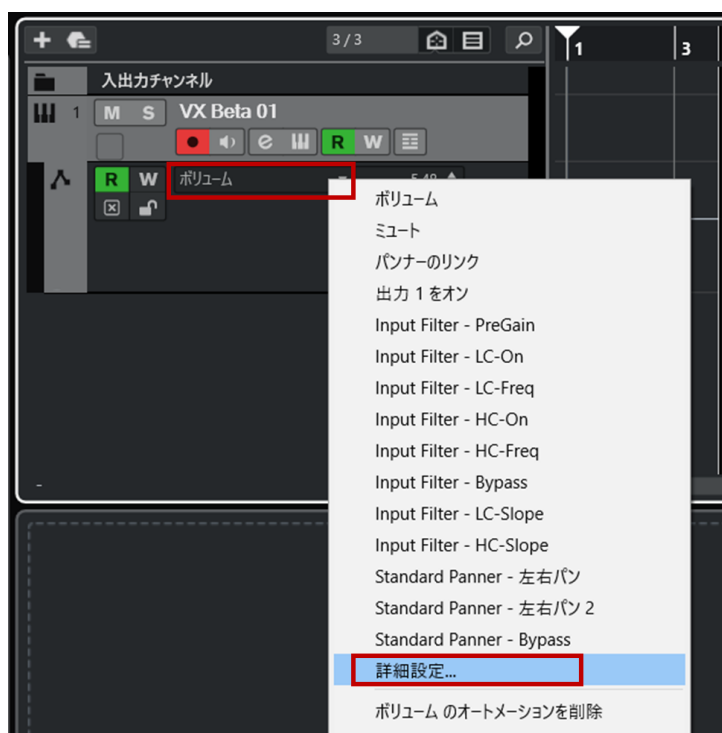 3 / 3
1
3
入出力チャンネル
1
M S VX Beta 01
e R W
R W ボリューム
ボリューム
ミュート
パンナーのリンク
出力 1 をオン
Input Filter - PreGain
Input Filter - LC-On
Input Filter - LC-Freq
Input Filter - HC-On
Input Filter - HC-Freq
Input Filter - Bypass
Input Filter - LC-Slope
Input Filter - HC-Slope
Standard Panner - 左右パン
Standard Panner - 左右パン 2
Standard Panner - Bypass
詳細設定...
ボリューム のオートメーションを削除